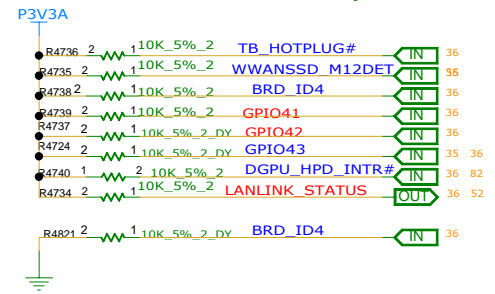 P3V3A
R4736 2 1 10K_5%_2 TB_HOTPLUG# IN 36
R4735 2 1 10K_5%_2 WWANSSD_M12DET IN
R4738 2 1 10K_5%_2 BRD_ID4 IN 36
R4739 2 1 10K_5%_2 GPIO41 IN 36
R4737 2 1 10K_5%_2_DY GPIO42 IN 36
R4724 2 1 10K_5%_2_DY GPIO43 IN 35 36
R4740 1 2 10K_5%_2 DGPU_HPD_INTR# IN 36 82
R4734 2 1 10K_5%_2 LANLINK_STATUS OUT 36 52
R4821 2 1 10K_5%_2_DY BRD_ID4 IN 36